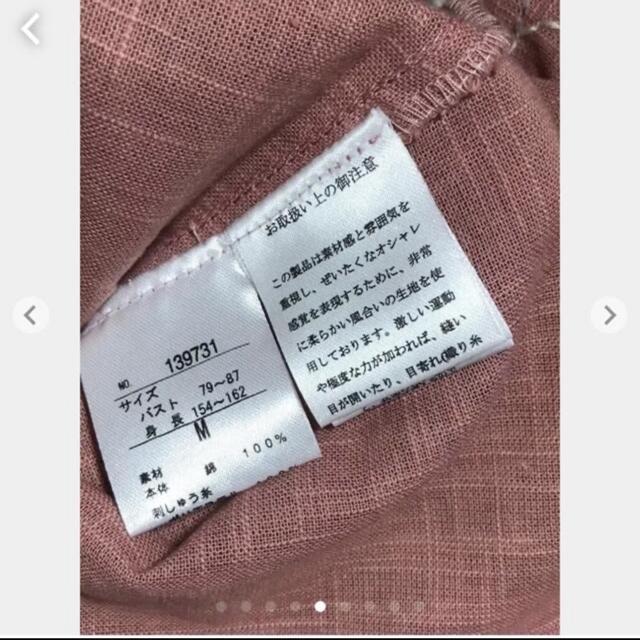 お取扱い上の御注意
この製品は素材感と雰囲気を
重視し、ぜいたくなオシャレ
感覚を表現するために、非常
に柔らかい風合いの生地を使
用しております。激しい運動
や極度な力が加われば、縫い
目が開いたり、目寄れ(織り糸
NO. 139731
サイズ
バスト 79〜87
身長 154〜162
M
素材
本体 綿 100%
刺しゅう糸